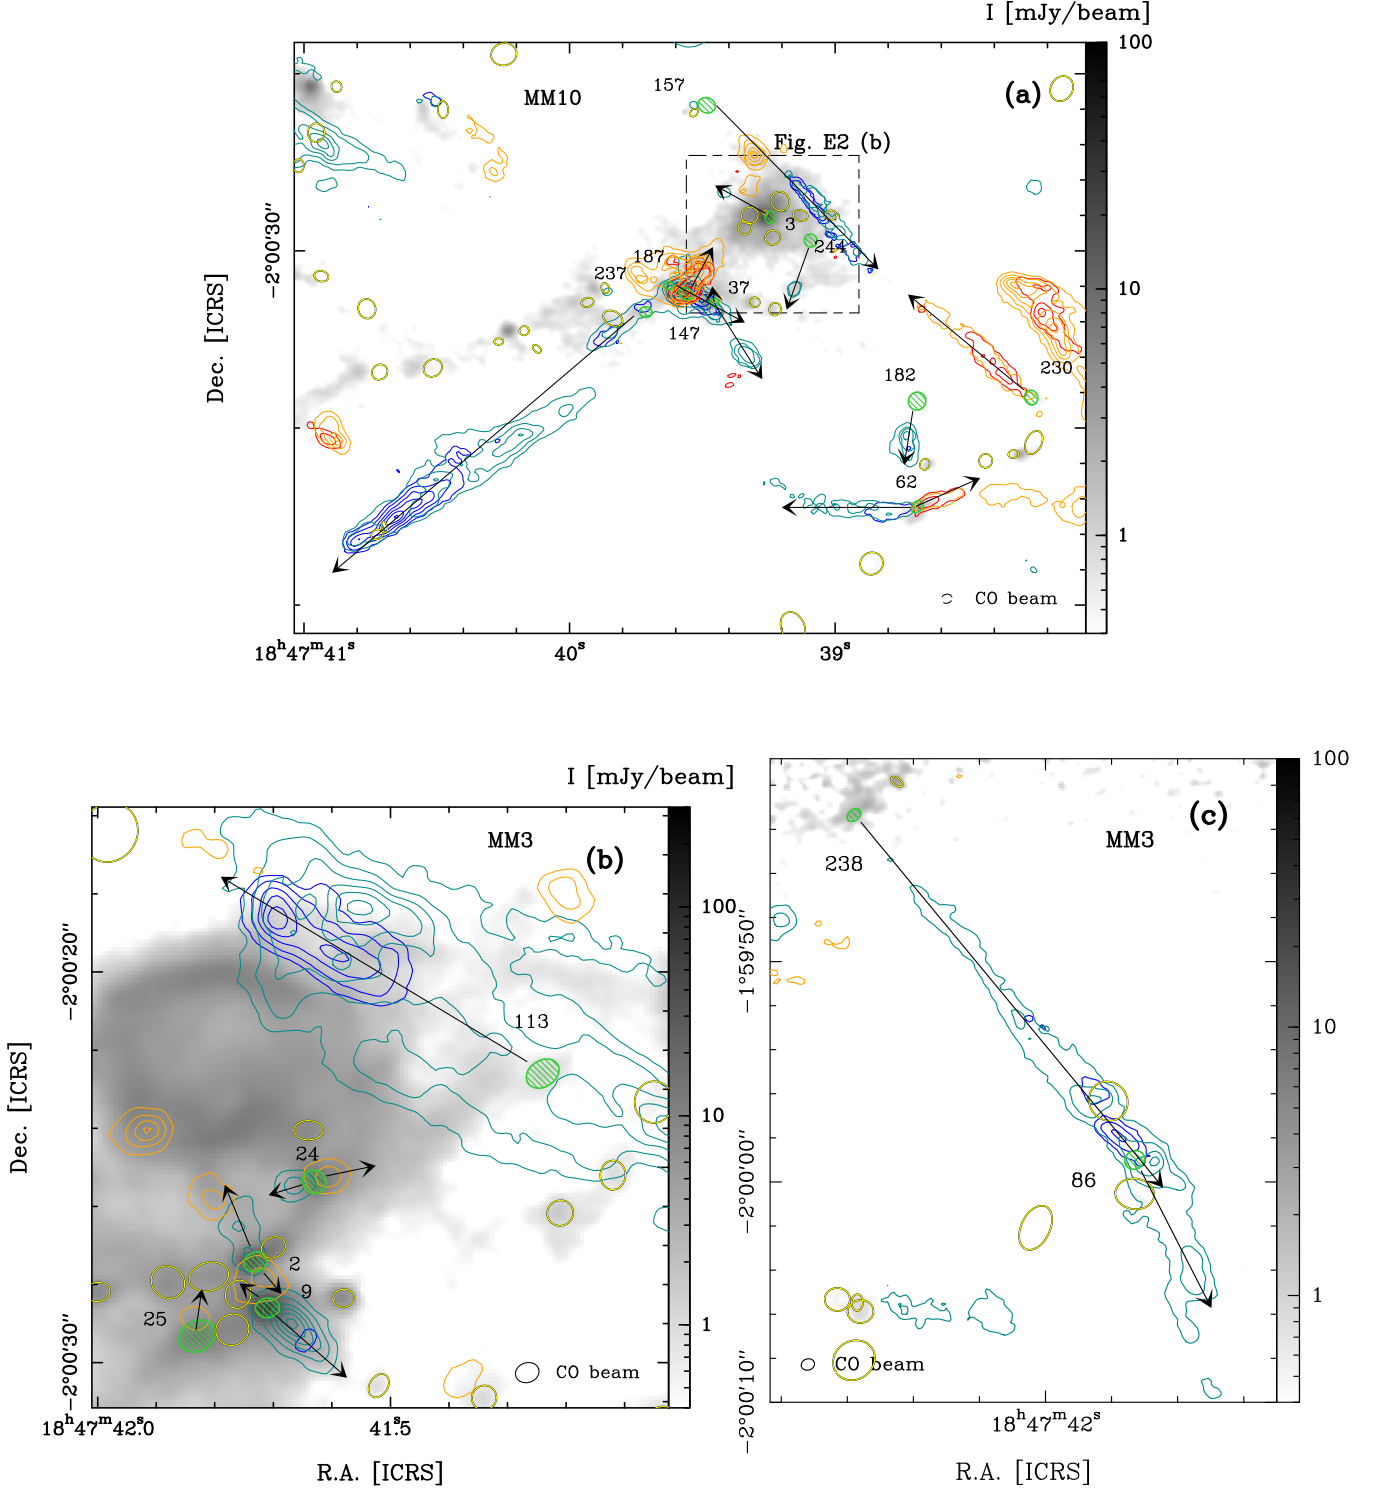 I [mJy/beam]
100
157
MM10
(a)
Fig. E2 (b)
3
244
−2°00′30″
187
237
37
10
147
230
182
Dec. [ICRS]
62
1
CO beam
18ʰ47ᵐ41ˢ
40ˢ
39ˢ
I [mJy/beam]
100
MM3
(b)
100
−2°00′20″
113
10
24
Dec. [ICRS]
2
9
25
1
−2°00′30″
CO beam
18ʰ47ᵐ42.0
41ˢ.5
R.A. [ICRS]
(c)
MM3
238
−1°59′50″
10
−2°00′00″
86
1
CO beam
−2°00′10″
18ʰ47ᵐ42ˢ
R.A. [ICRS]